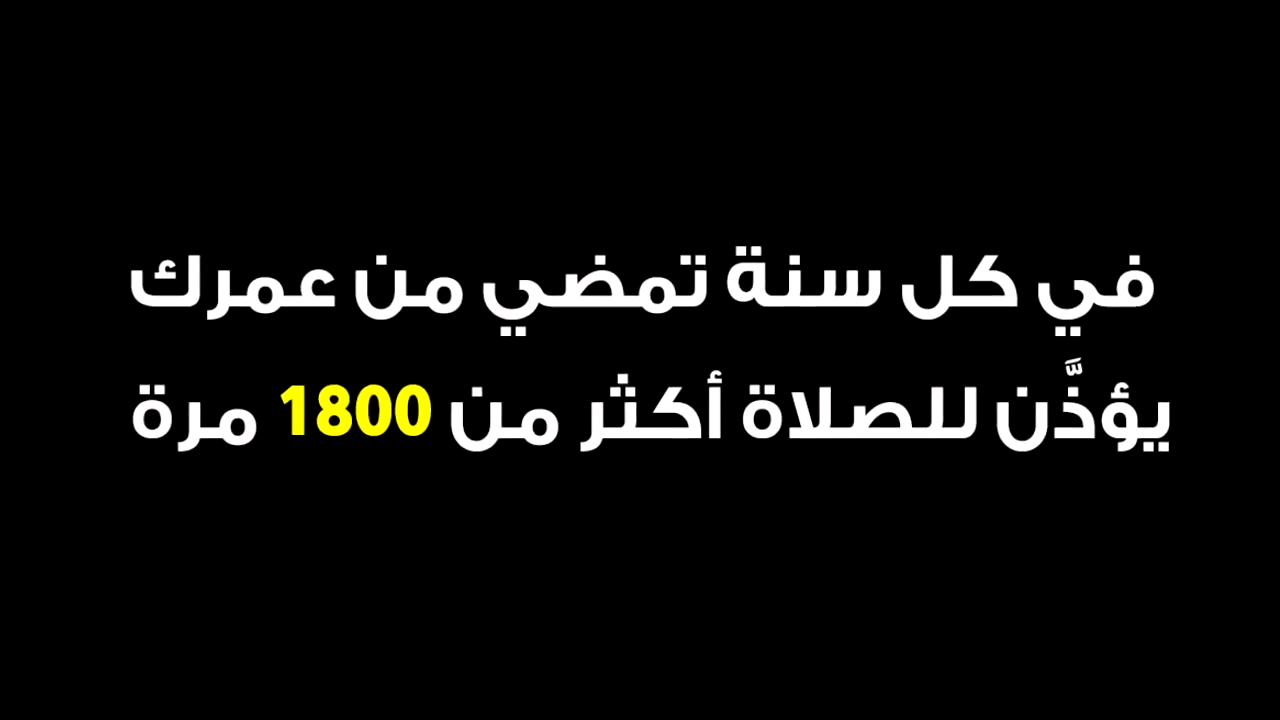 في كل سنة تمضي من عمرك
يؤذَّن للصلاة أكثر من 1800 مرة